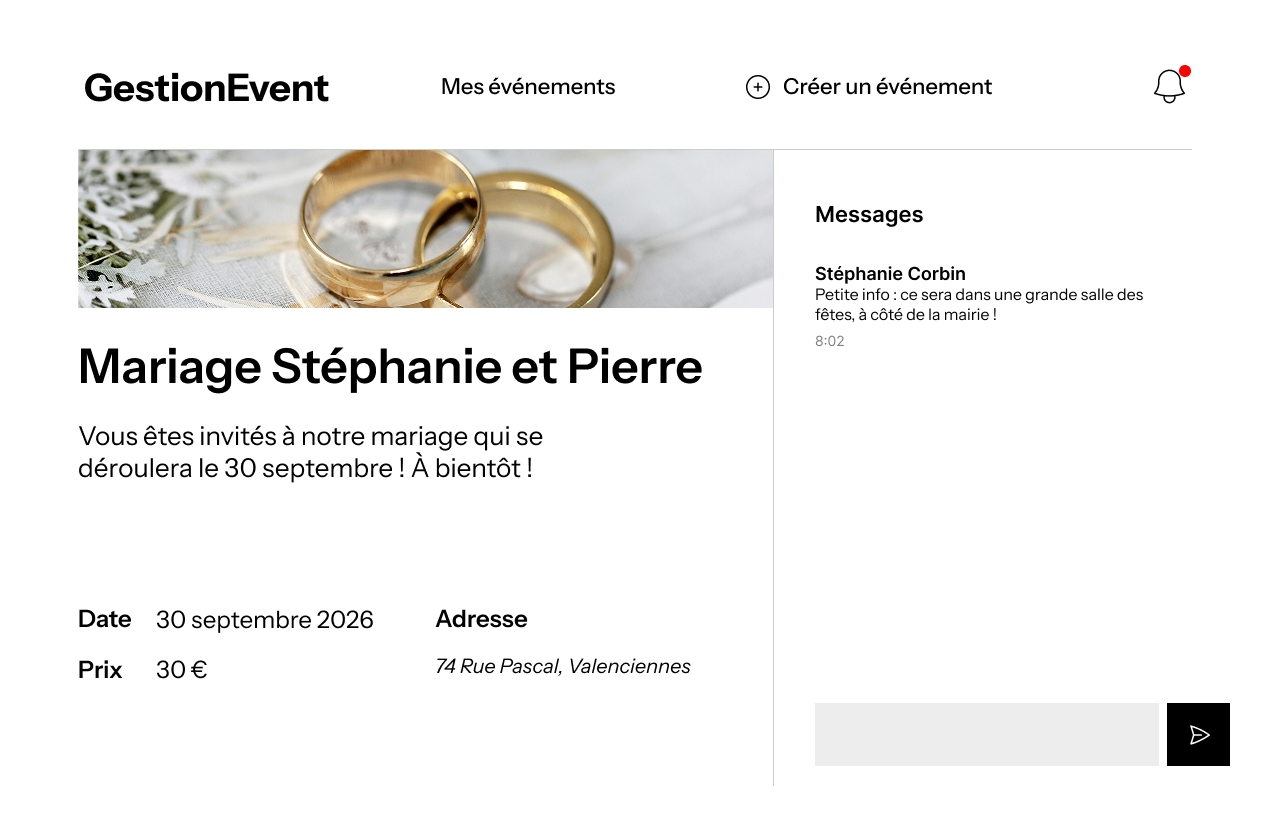 GestionEvent
Mes événements
Créer un événement
Mariage Stéphanie et Pierre
Vous êtes invités à notre mariage qui se
déroulera le 30 septembre ! À bientôt !
Date 30 septembre 2026
Prix 30 €
Adresse
74 Rue Pascal, Valenciennes
Messages
Stéphanie Corbin
Petite info : ce sera dans une grande salle des
fêtes, à côté de la mairie !
8:02